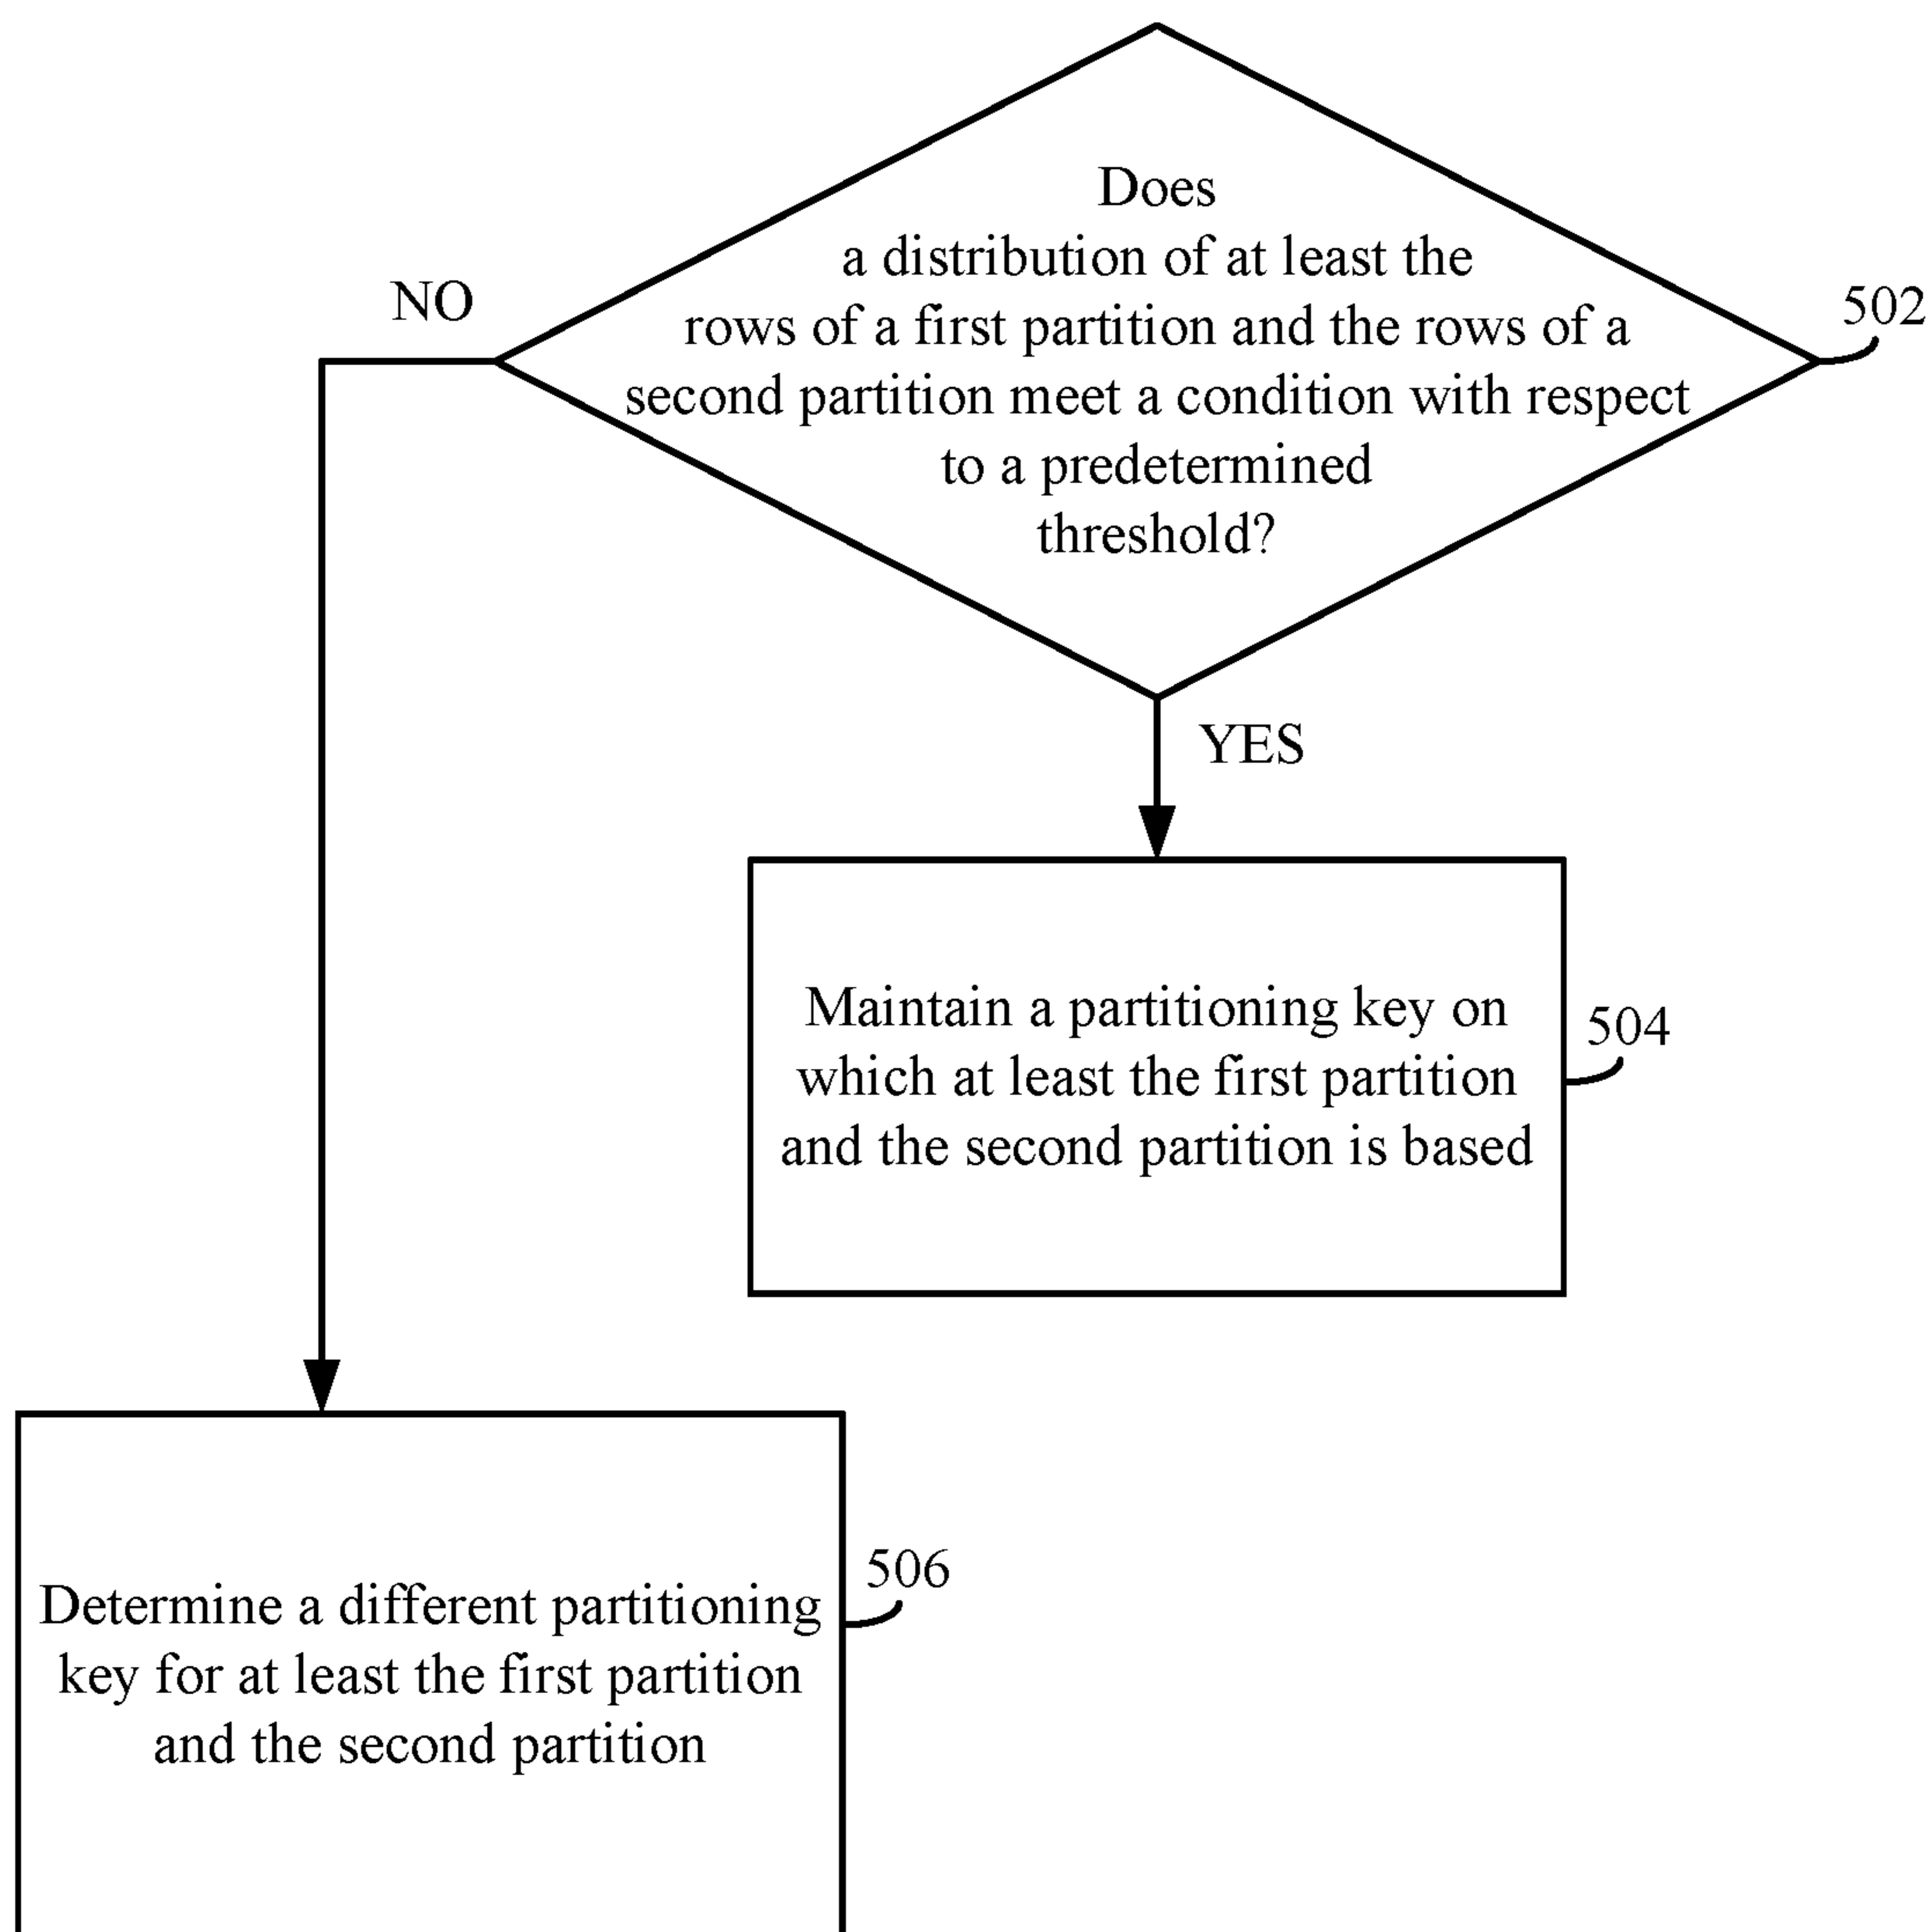 Does
a distribution of at least the
rows of a first partition and the rows of a
second partition meet a condition with respect
to a predetermined
threshold?
502
NO
YES
Maintain a partitioning key on
which at least the first partition
and the second partition is based
504
Determine a different partitioning
key for at least the first partition
and the second partition
506